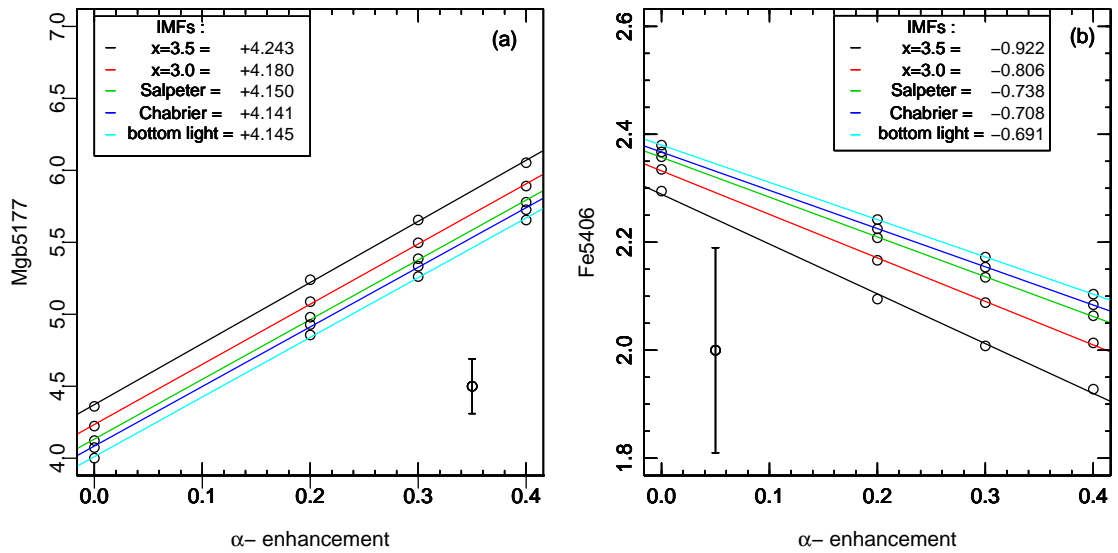 IMFs :
x=3.5 = +4.243
x=3.0 = +4.180
Salpeter = +4.150
Chabrier = +4.141
bottom light = +4.145
(a)
Mgb5177
7.0
6.5
6.0
5.5
5.0
4.5
4.0
0.0 0.1 0.2 0.3 0.4
α− enhancement
IMFs :
x=3.5 = −0.922
x=3.0 = −0.806
Salpeter = −0.738
Chabrier = −0.708
bottom light = −0.691
(b)
Fe5406
2.6
2.4
2.2
2.0
1.8
0.0 0.1 0.2 0.3 0.4
α− enhancement